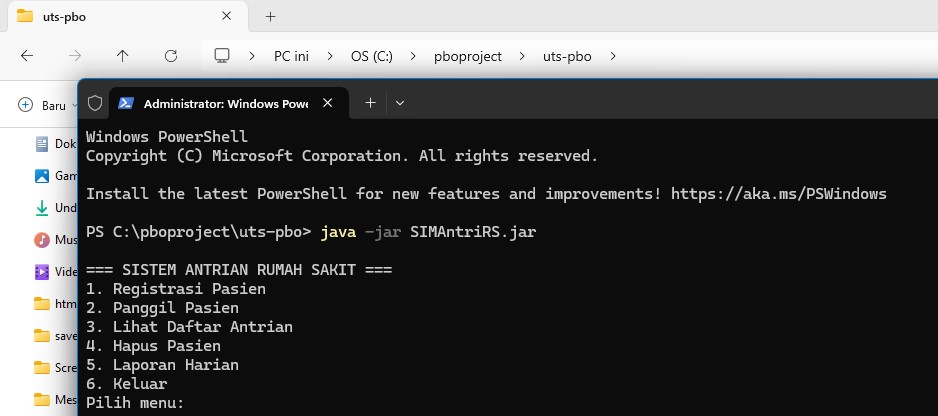 uts-pbo
PC ini > OS (C:) > pboproject > uts-pbo >
Baru
Administrator: Windows Powe
Dok
Gam
Und
Mus
Vide
htm
save
Scre
Mes
Windows PowerShell
Copyright (C) Microsoft Corporation. All rights reserved.
Install the latest PowerShell for new features and improvements! https://aka.ms/PSWindows
PS C:\pboproject\uts-pbo> java -jar SIMAntriRS.jar
=== SISTEM ANTRIAN RUMAH SAKIT ===
1. Registrasi Pasien
2. Panggil Pasien
3. Lihat Daftar Antrian
4. Hapus Pasien
5. Laporan Harian
6. Keluar
Pilih menu: